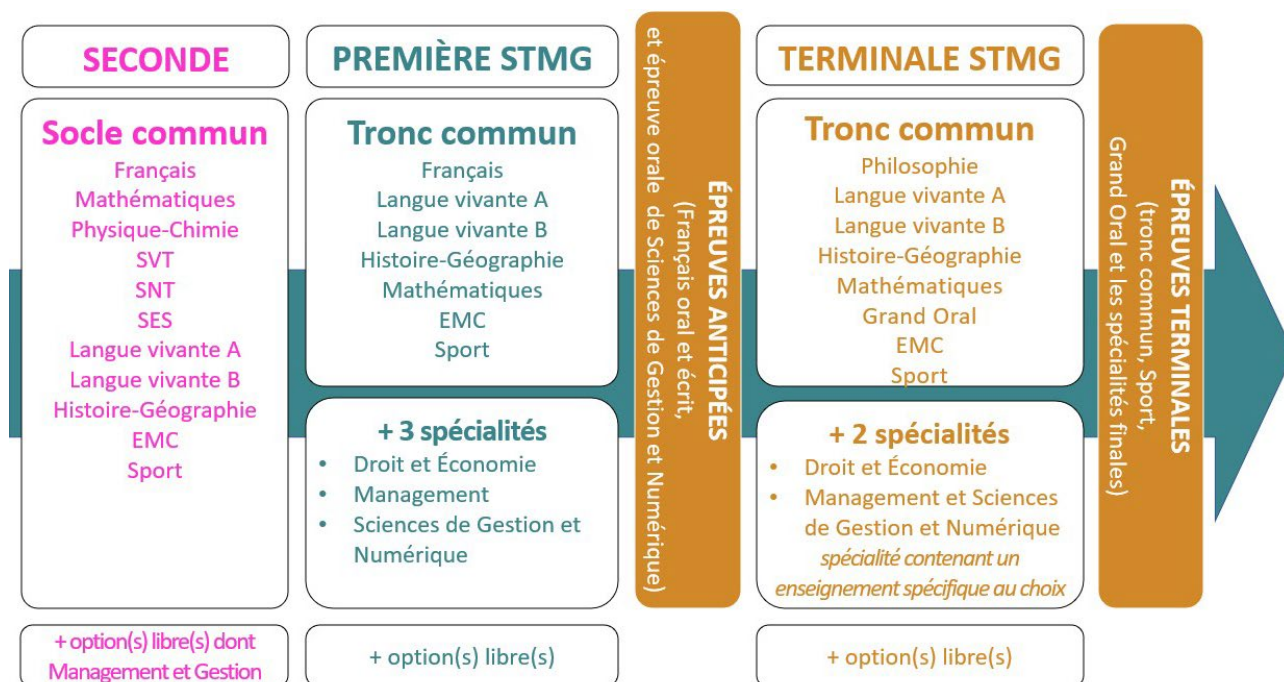 SECONDE
Socle commun
Français
Mathématiques
Physique-Chimie
SVT
SNT
SES
Langue vivante A
Langue vivante B
Histoire-Géographie
EMC
Sport
+ option(s) libre(s) dont
Management et Gestion
PREMIÈRE STMG
Tronc commun
Français
Langue vivante A
Langue vivante B
Histoire-Géographie
Mathématiques
EMC
Sport
+ 3 spécialités
• Droit et Économie
• Management
• Sciences de Gestion et
Numérique
+ option(s) libre(s)
ÉPREUVES ANTICIPÉES
(Français oral et écrit,
et épreuve orale de Sciences de Gestion et Numérique)
TERMINALE STMG
Tronc commun
Philosophie
Langue vivante A
Langue vivante B
Histoire-Géographie
Mathématiques
Grand Oral
EMC
Sport
+ 2 spécialités
• Droit et Économie
• Management et Sciences
de Gestion et Numérique
spécialité contenant un
enseignement spécifique au choix
+ option(s) libre(s)
ÉPREUVES TERMINALES
(tronc commun, Sport,
Grand Oral et les spécialités finales)